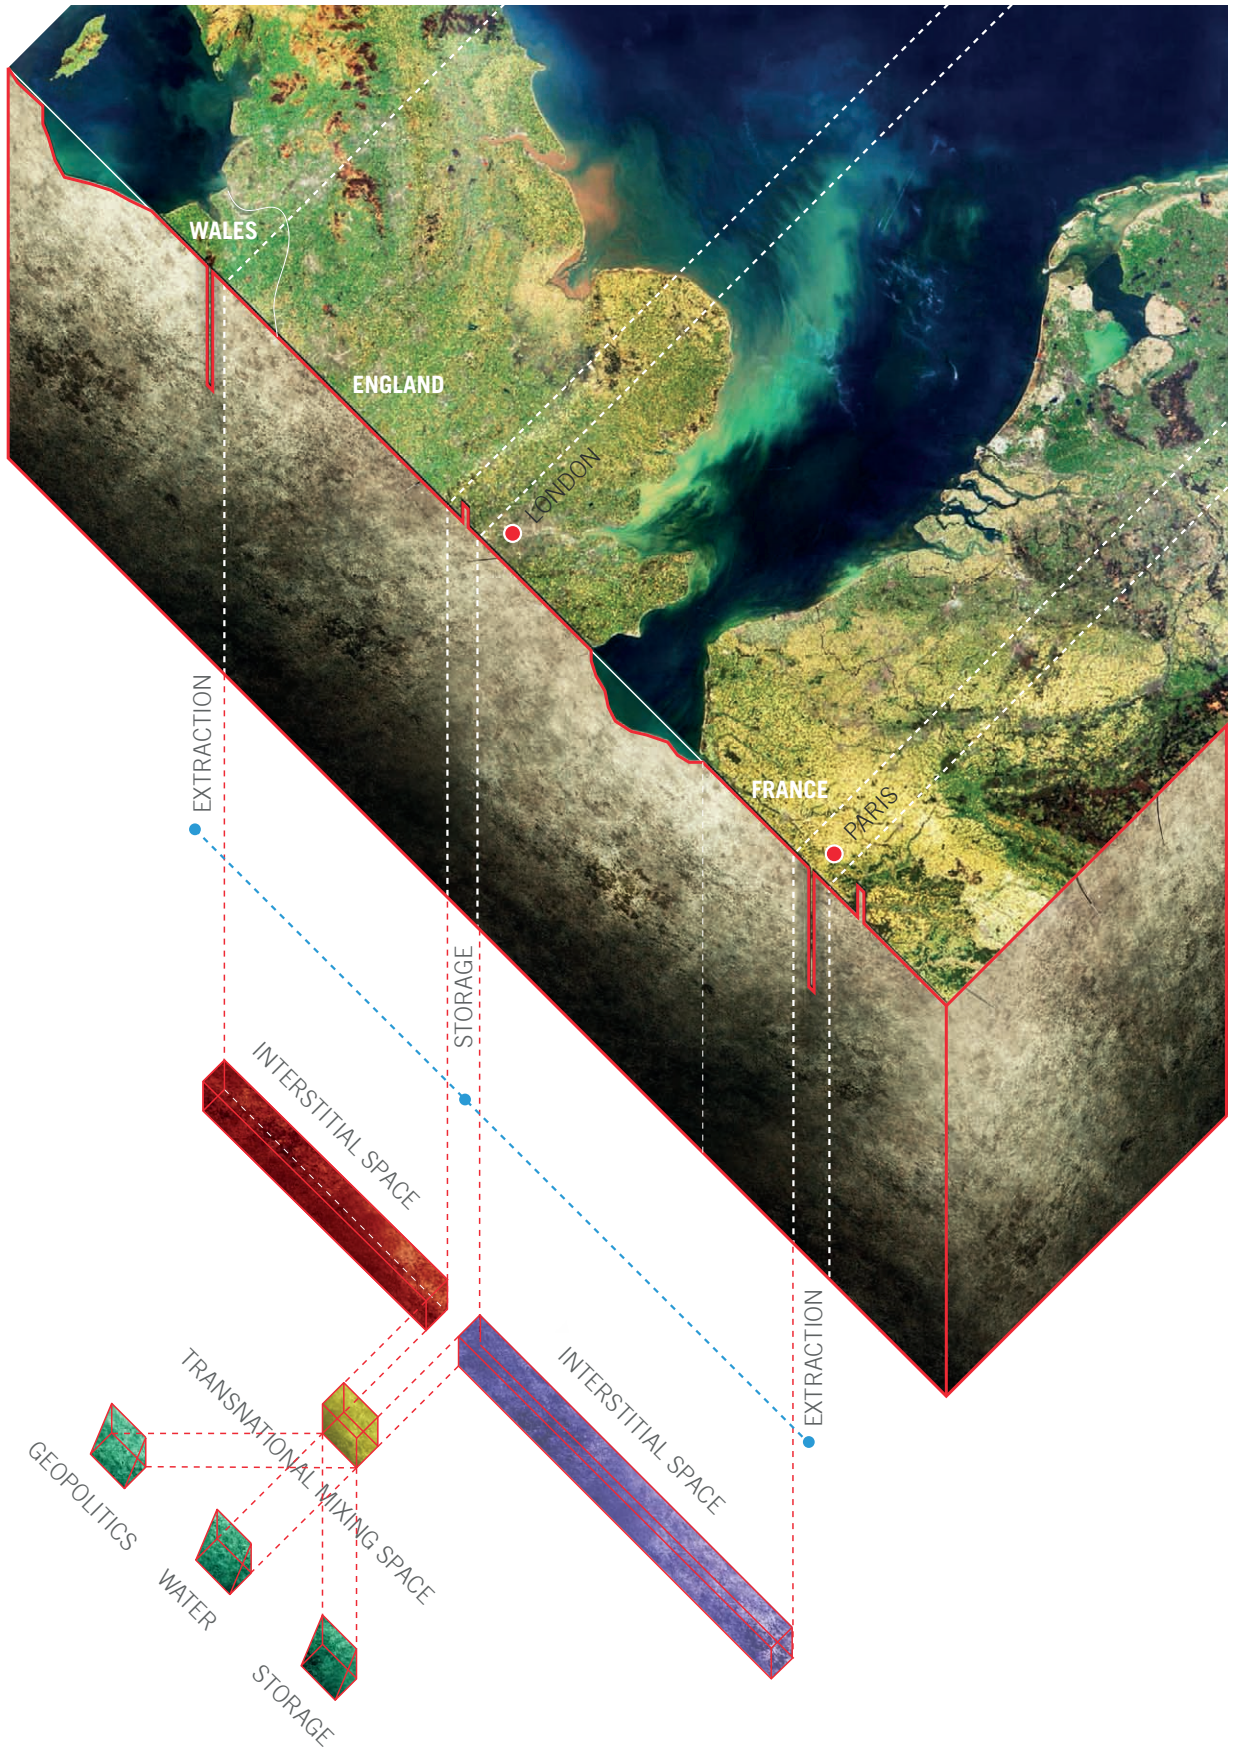 WALES
ENGLAND
LONDON
FRANCE
PARIS
EXTRACTION
STORAGE
INTERSTITIAL SPACE
EXTRACTION
TRANSNATIONAL MIXING SPACE
INTERSTITIAL SPACE
GEOPOLITICS
WATER
STORAGE